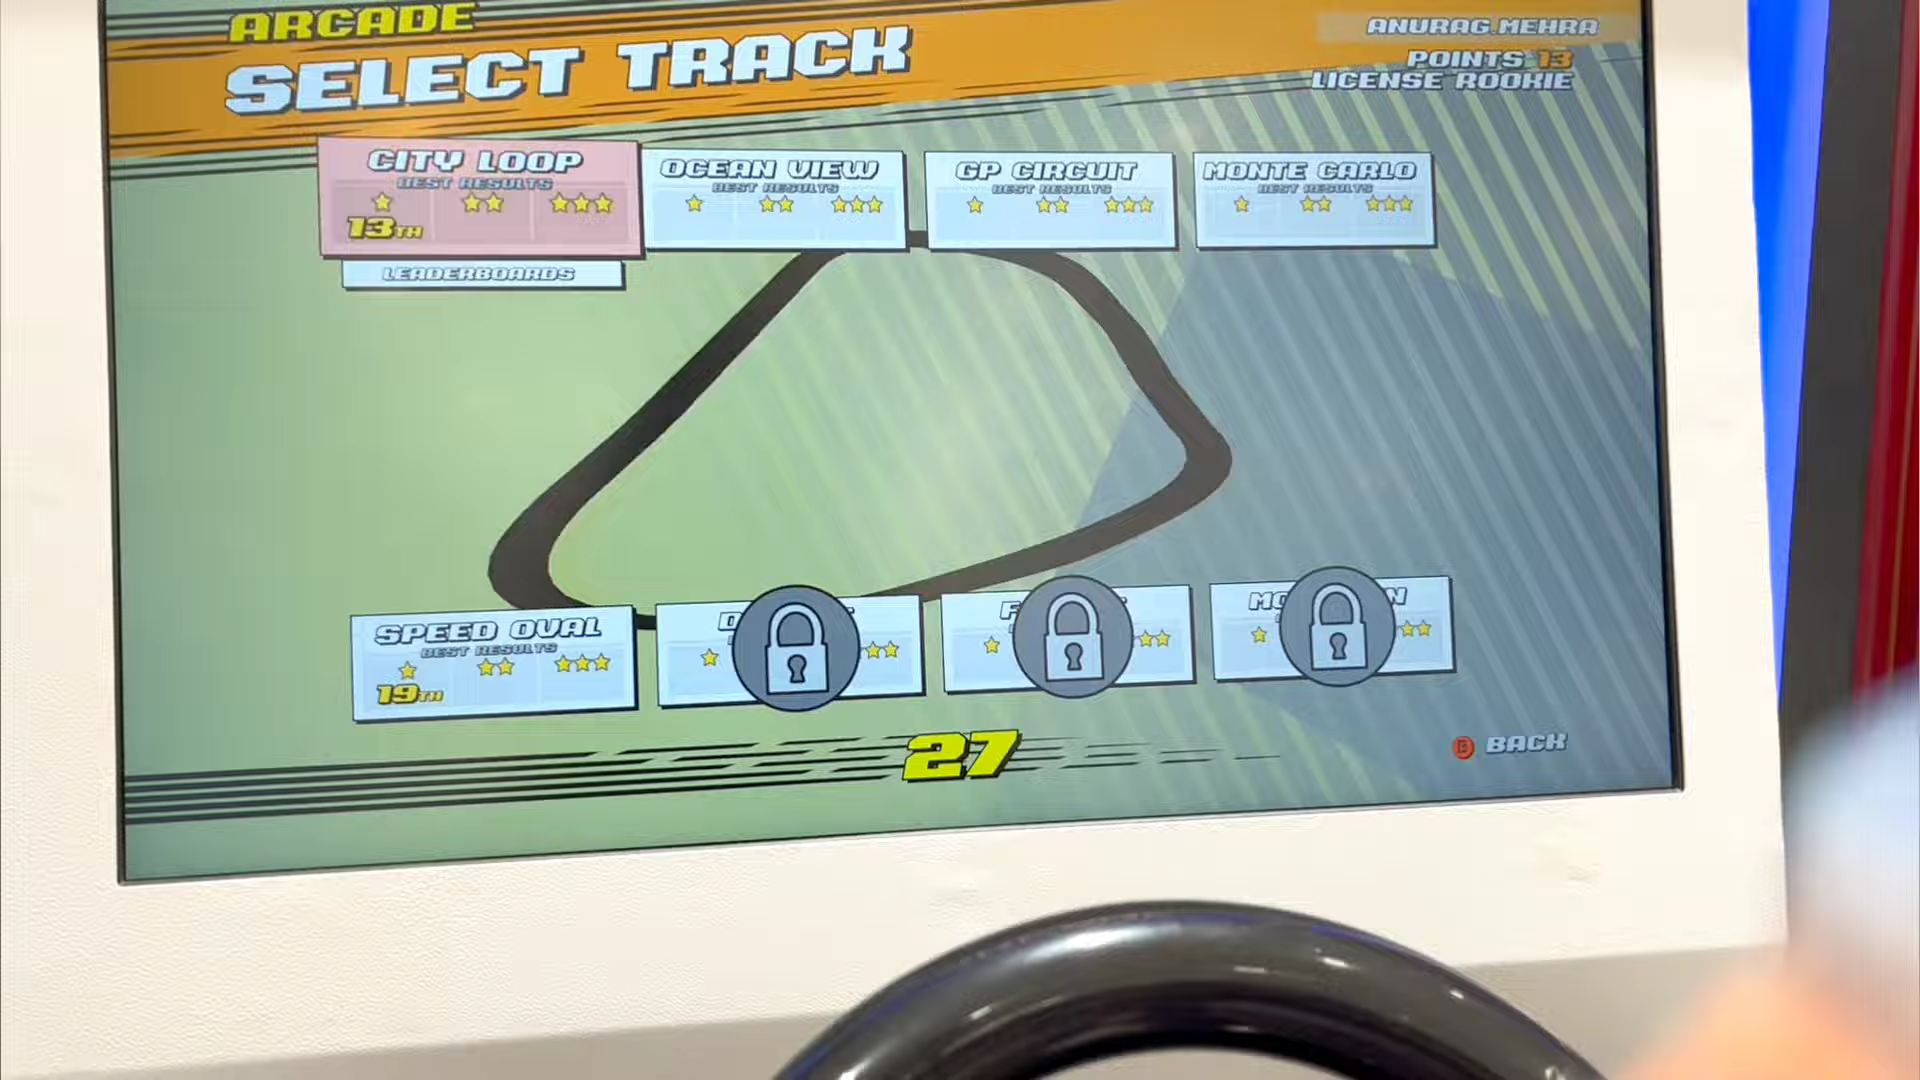 ARCADE
SELECT TRACK
ANURAG.MEHRA
POINTS 13
LICENSE ROOKIE
CITY LOOP
BEST RESULTS
13TH
LEADERBOARDS
OCEAN VIEW
BEST RESULTS
GP CIRCUIT
BEST RESULTS
MONTE CARLO
BEST RESULTS
SPEED OVAL
BEST RESULTS
19TH
27
B BACK